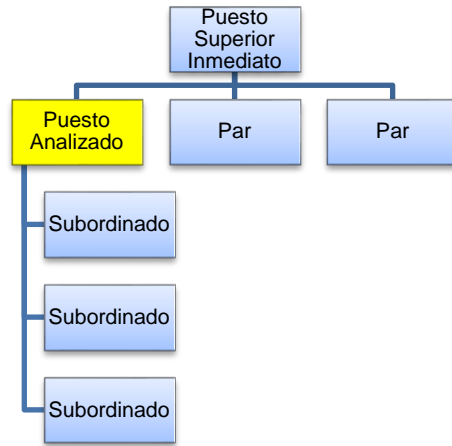 Puesto
Superior
Inmediato
Puesto
Analizado
Par
Par
Subordinado
Subordinado
Subordinado